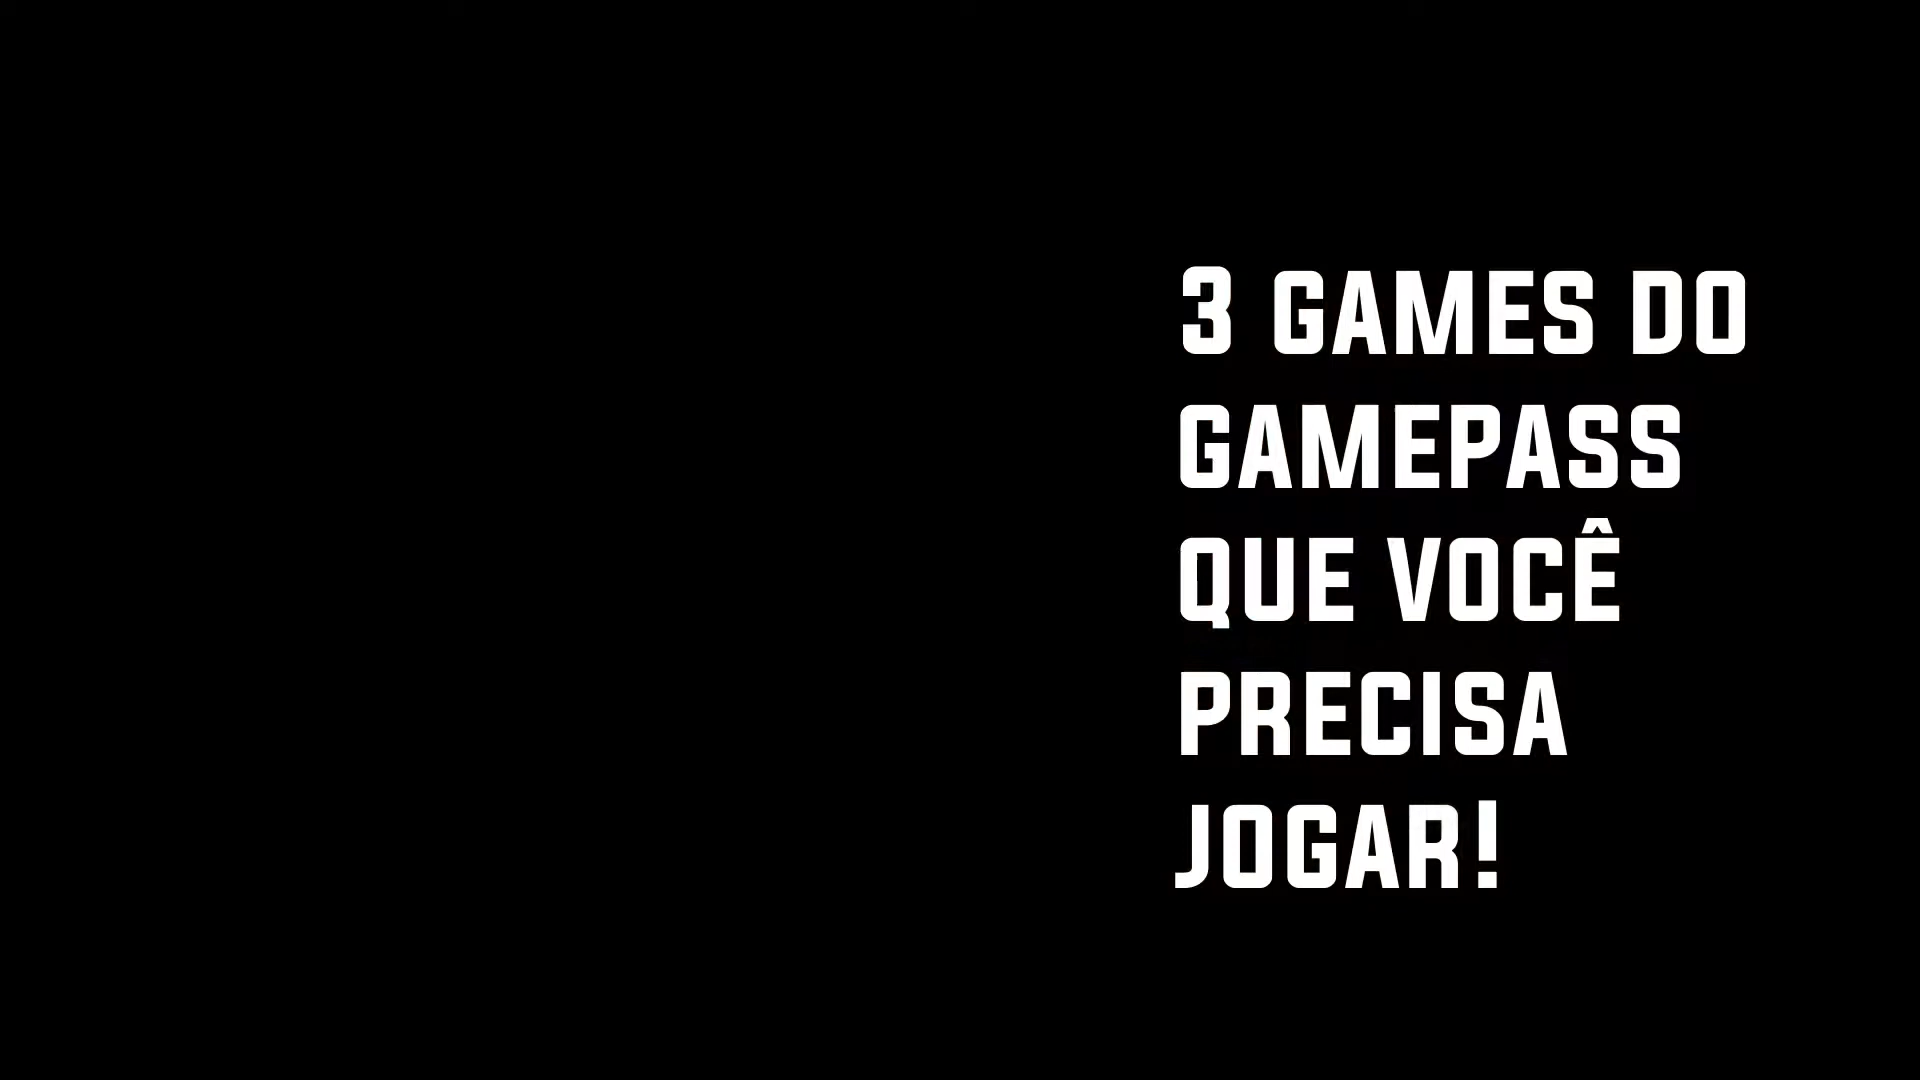 3 GAMES DO
GAMEPASS
QUE VOCÊ
PRECISA
JOGAR!